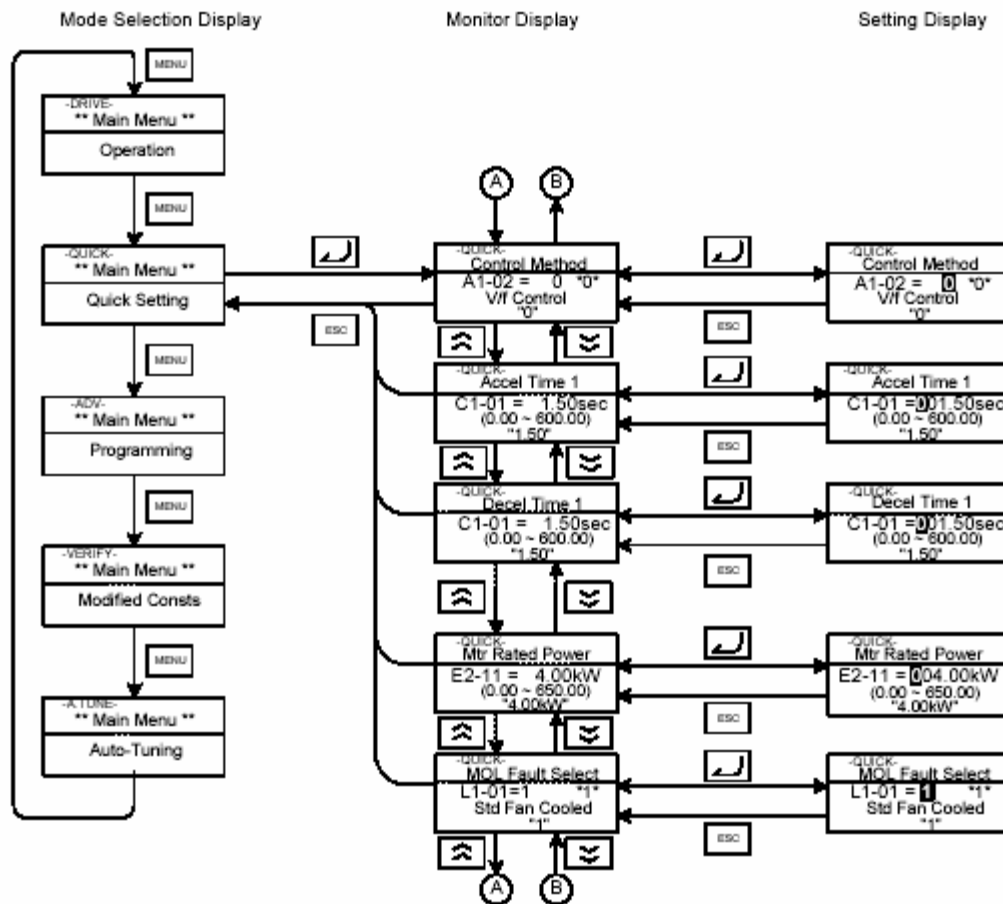 Mode Selection Display
Monitor Display
Setting Display
MENU
-DRIVE-
** Main Menu **
Operation
MENU
-QUICK-
** Main Menu **
Quick Setting
MENU
-ADV-
** Main Menu **
Programming
MENU
-VERIFY-
** Main Menu **
Modified Consts
MENU
-A.TUNE-
** Main Menu **
Auto-Tuning
A
B
-QUICK-
Control Method
A1-02 = 0 *0*
V/f Control
"0"
ESC
-QUICK-
Accel Time 1
C1-01 = 1.50sec
(0.00 ~ 600.00)
"1.50"
-QUICK-
Decel Time 1
C1-01 = 1.50sec
(0.00 ~ 600.00)
"1.50"
-QUICK-
Mtr Rated Power
E2-11 = 4.00kW
(0.00 ~ 650.00)
"4.00kW"
-QUICK-
MOL Fault Select
L1-01=1 *1*
Std Fan Cooled
"1"
A
B
ESC
ESC
ESC
ESC
ESC
-QUICK-
Control Method
A1-02 = 0 *0*
V/f Control
"0"
-QUICK-
Accel Time 1
C1-01 =001.50sec
(0.00 ~ 600.00)
"1.50"
-QUICK-
Decel Time 1
C1-01 =001.50sec
(0.00 ~ 600.00)
"1.50"
-QUICK-
Mtr Rated Power
E2-11 = 004.00kW
(0.00 ~ 650.00)
"4.00kW"
-QUICK-
MOL Fault Select
L1-01 = 1 *1*
Std Fan Cooled
"1"